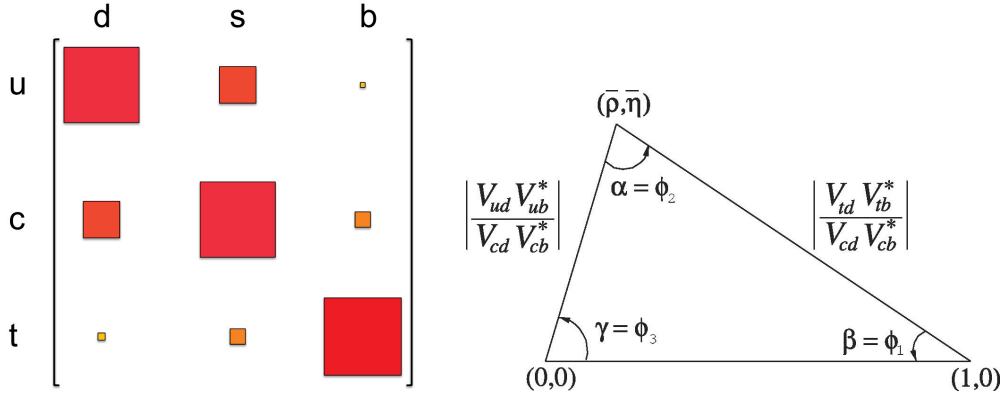 d s b
u
c
t
(ρ̅,η̅)
α = ϕ₂
|V_ud V*_ub / V_cd V*_cb|
|V_td V*_tb / V_cd V*_cb|
γ = ϕ₃
β = ϕ₁
(0,0)
(1,0)